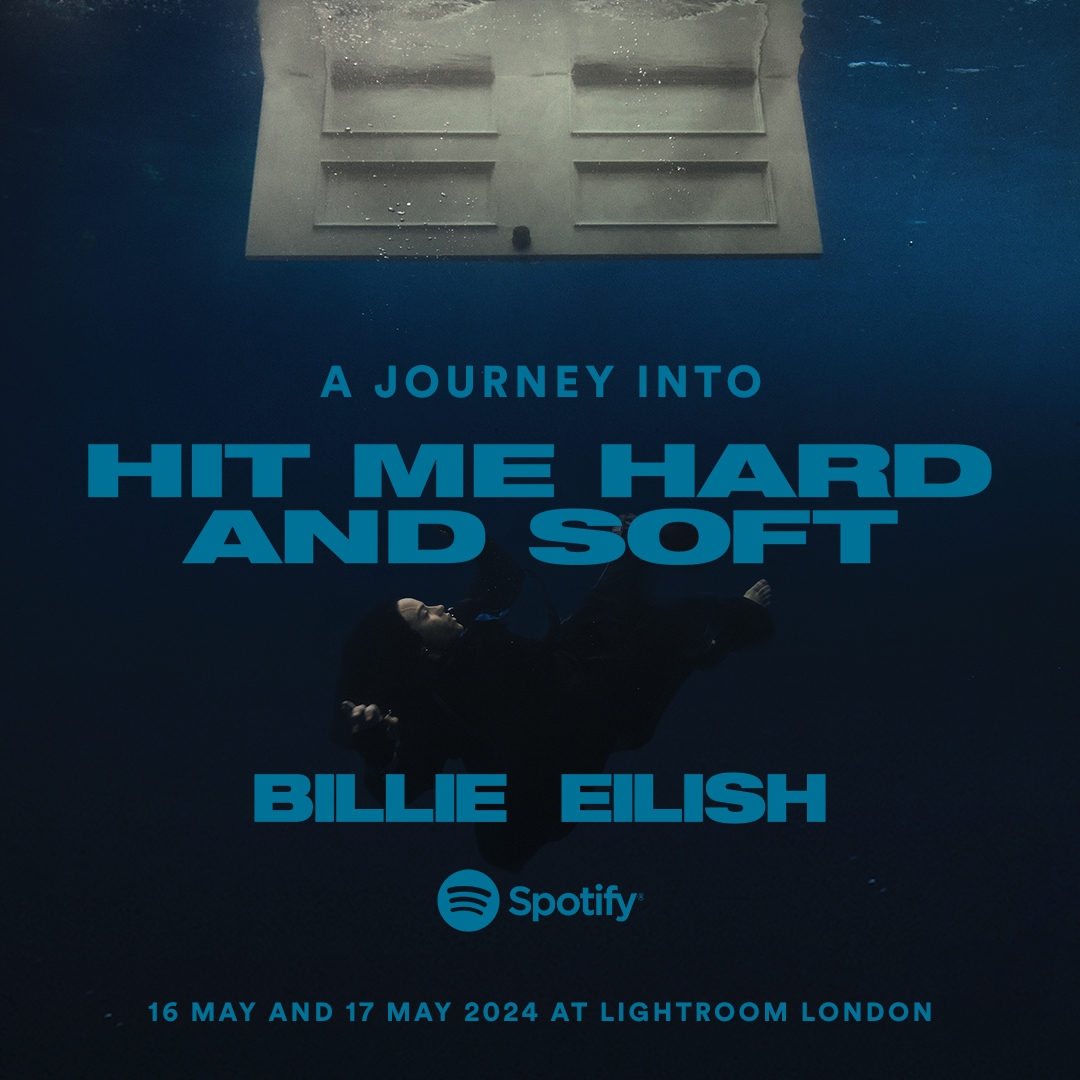 A JOURNEY INTO
HIT ME HARD
AND SOFT
BILLIE EILISH
Spotify®
16 MAY AND 17 MAY 2024 AT LIGHTROOM LONDON